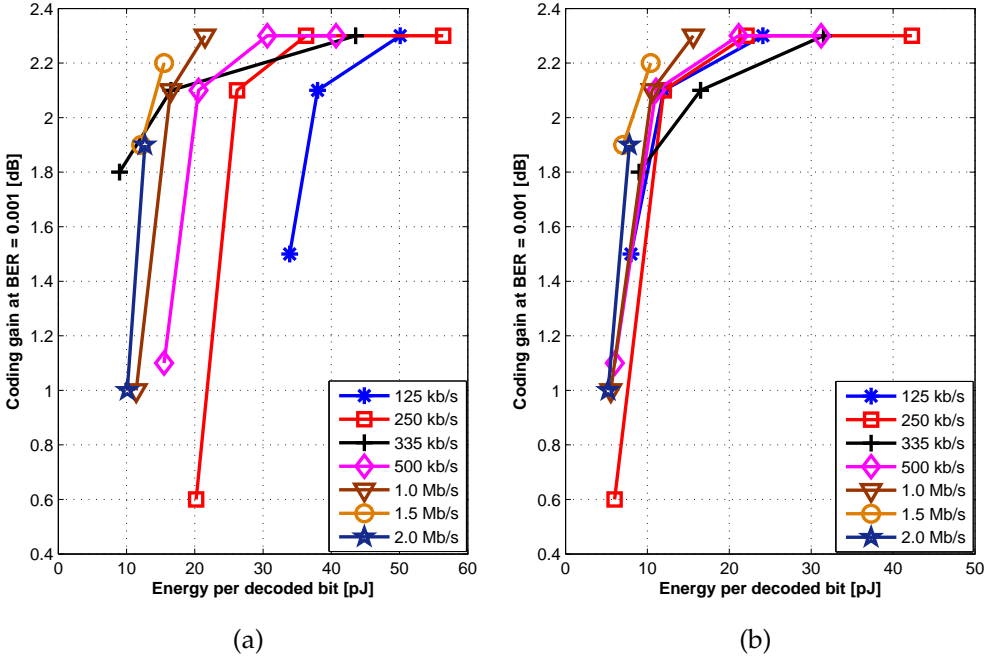 2.4
2.2
2
1.8
1.6
1.4
1.2
1
0.8
0.6
0.4
Coding gain at BER = 0.001 [dB]
125 kb/s
250 kb/s
335 kb/s
500 kb/s
1.0 Mb/s
1.5 Mb/s
2.0 Mb/s
0 10 20 30 40 50 60
Energy per decoded bit [pJ]
(a)
2.4
2.2
2
1.8
1.6
1.4
1.2
1
0.8
0.6
0.4
Coding gain at BER = 0.001 [dB]
125 kb/s
250 kb/s
335 kb/s
500 kb/s
1.0 Mb/s
1.5 Mb/s
2.0 Mb/s
0 10 20 30 40 50
Energy per decoded bit [pJ]
(b)